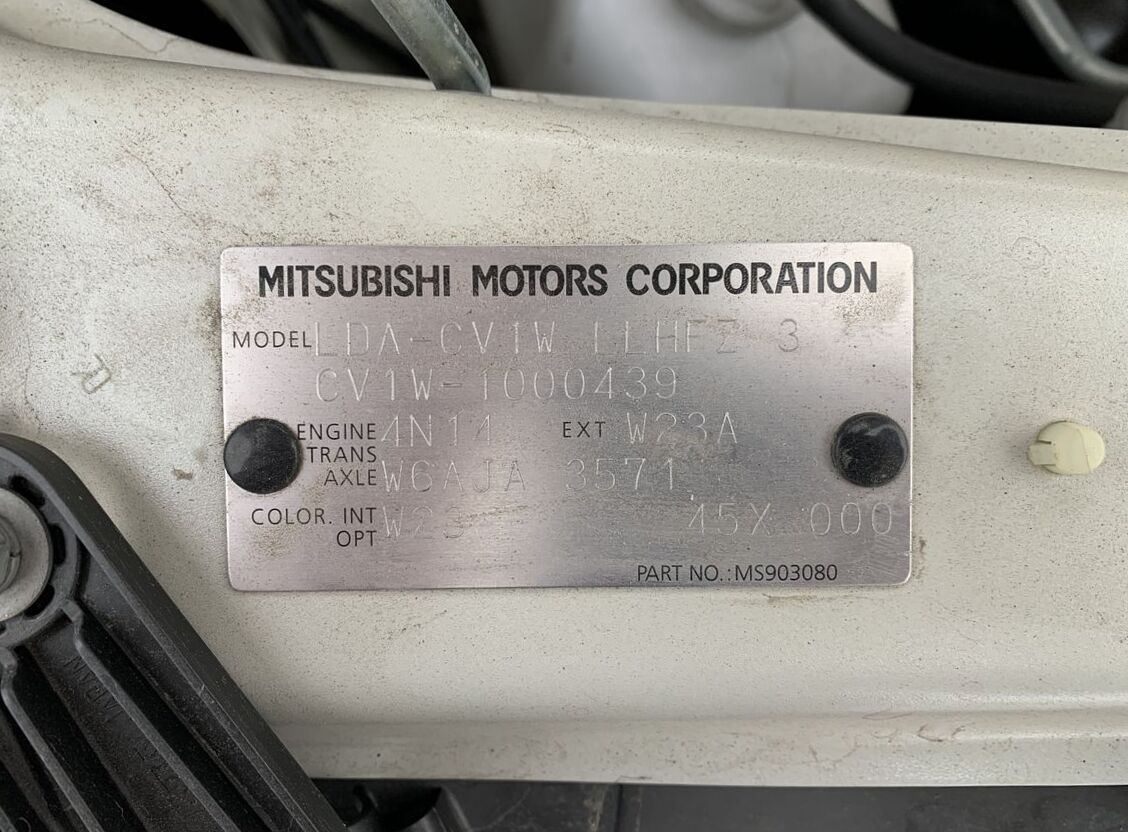 MITSUBISHI MOTORS CORPORATION
MODEL LDA-CV1W LLHFZ 3
CV1W-1000439
ENGINE 4N14 EXT W23A
TRANS
AXLE W6AJA 3571
COLOR. INT W23 45X 000
OPT
PART NO.: MS903080